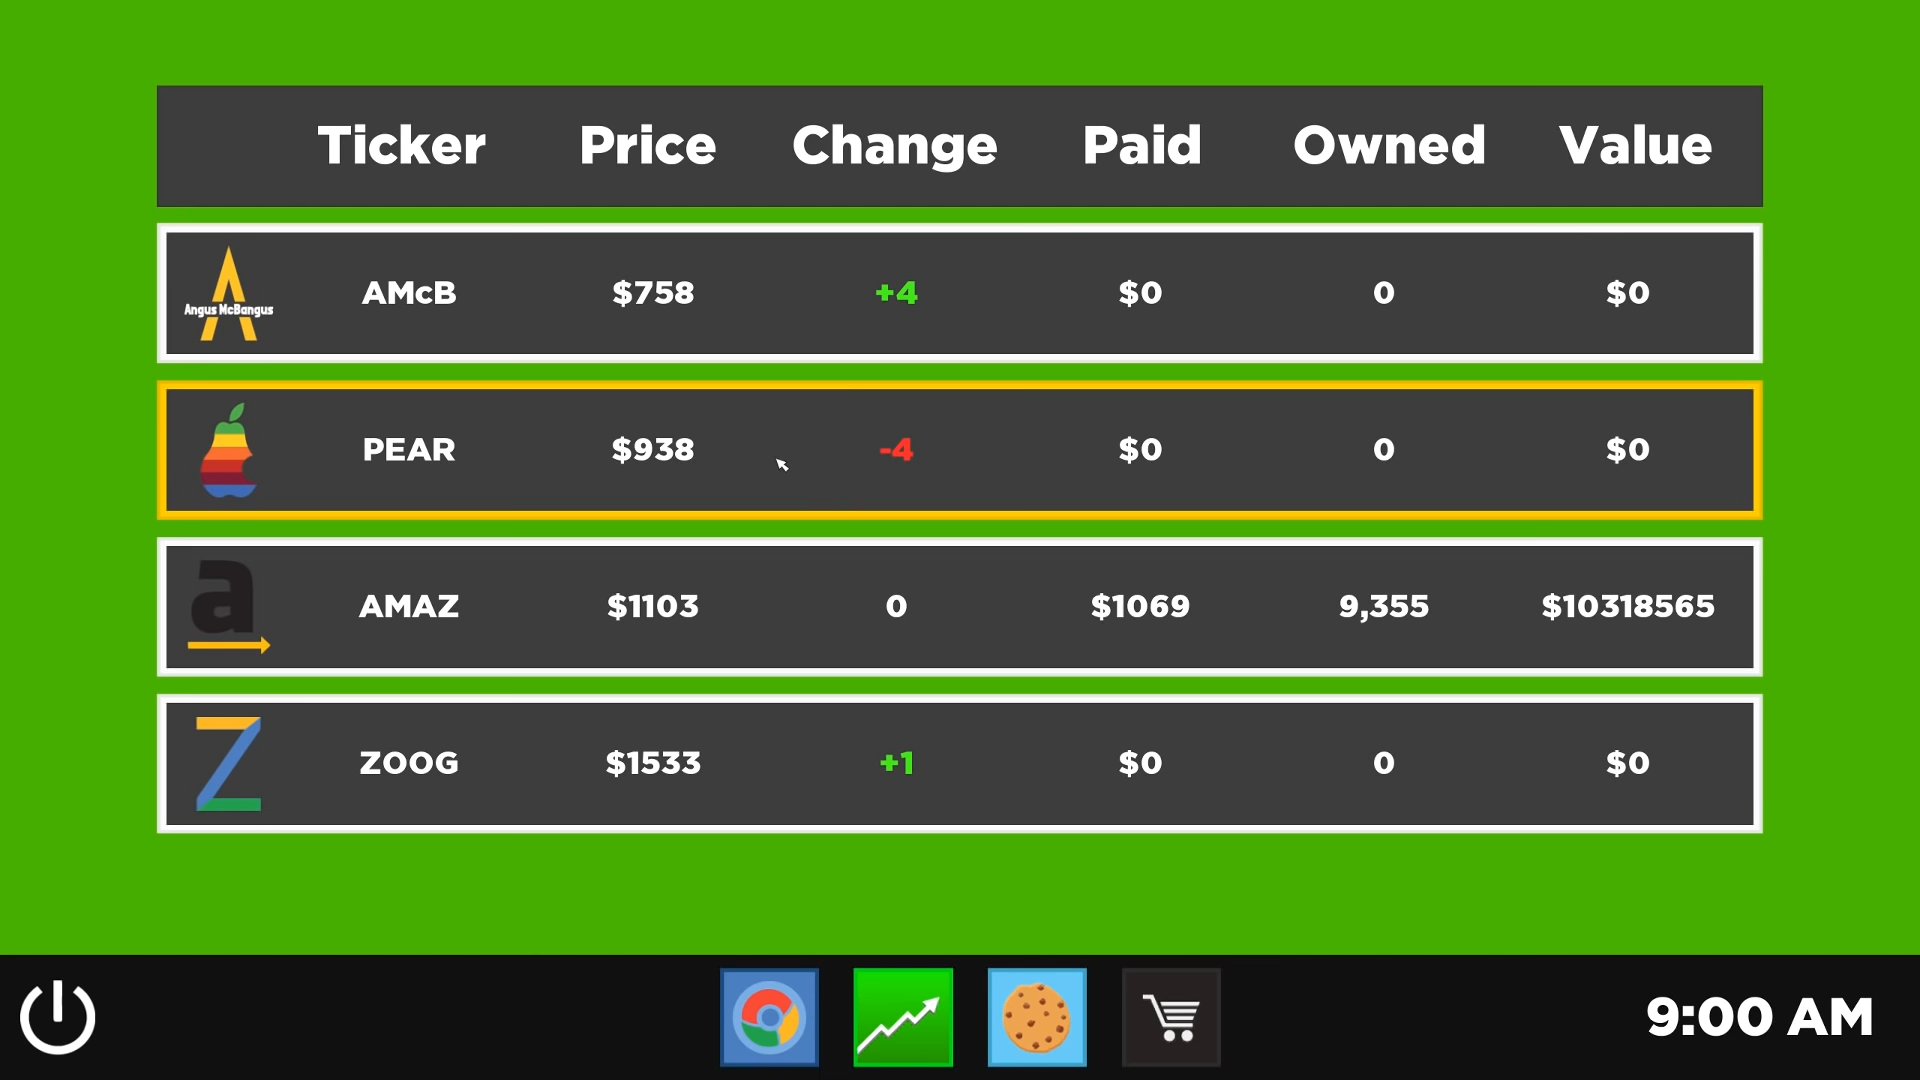 Ticker Price Change Paid Owned Value
Angus McBangus AMcB $758 +4 $0 0 $0
PEAR $938 -4 $0 0 $0
a AMAZ $1103 0 $1069 9,355 $10318565
Z ZOOG $1533 +1 $0 0 $0
9:00 AM